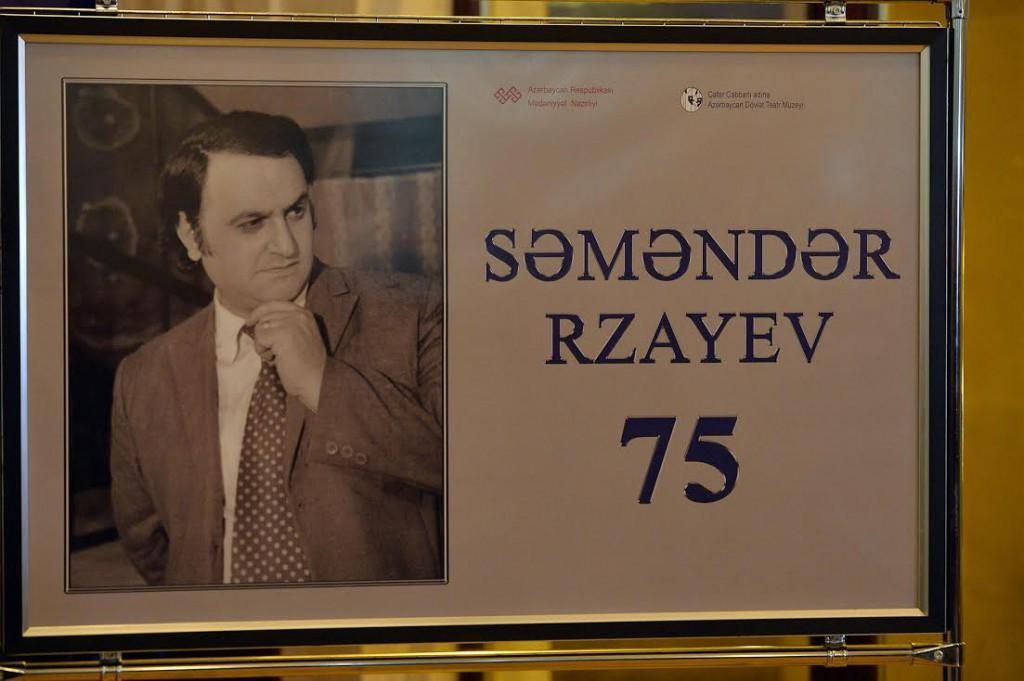 Azərbaycan Respublikası
Mədəniyyət Nazirliyi
Cəfər Cabbarlı adına
Azərbaycan Dövlət Teatr Muzeyi
SƏMƏNDƏR
RZAYEV
75